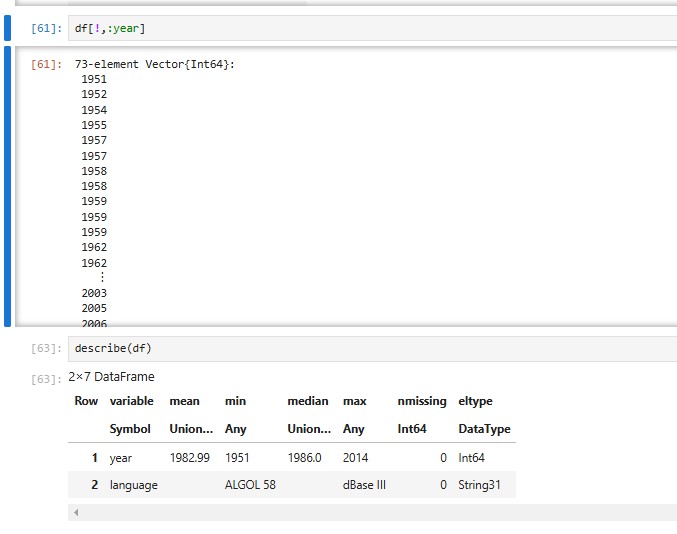 [61]: df[!,:year]
[61]: 73-element Vector{Int64}:
1951
1952
1954
1955
1957
1957
1958
1958
1959
1959
1959
1962
1962
⋮
2003
2005
2006
[63]: describe(df)
[63]: 2×7 DataFrame
Row variable mean min median max nmissing eltype
Symbol Union… Any Union… Any Int64 DataType
1 year 1982.99 1951 1986.0 2014 0 Int64
2 language ALGOL 58 dBase III 0 String31